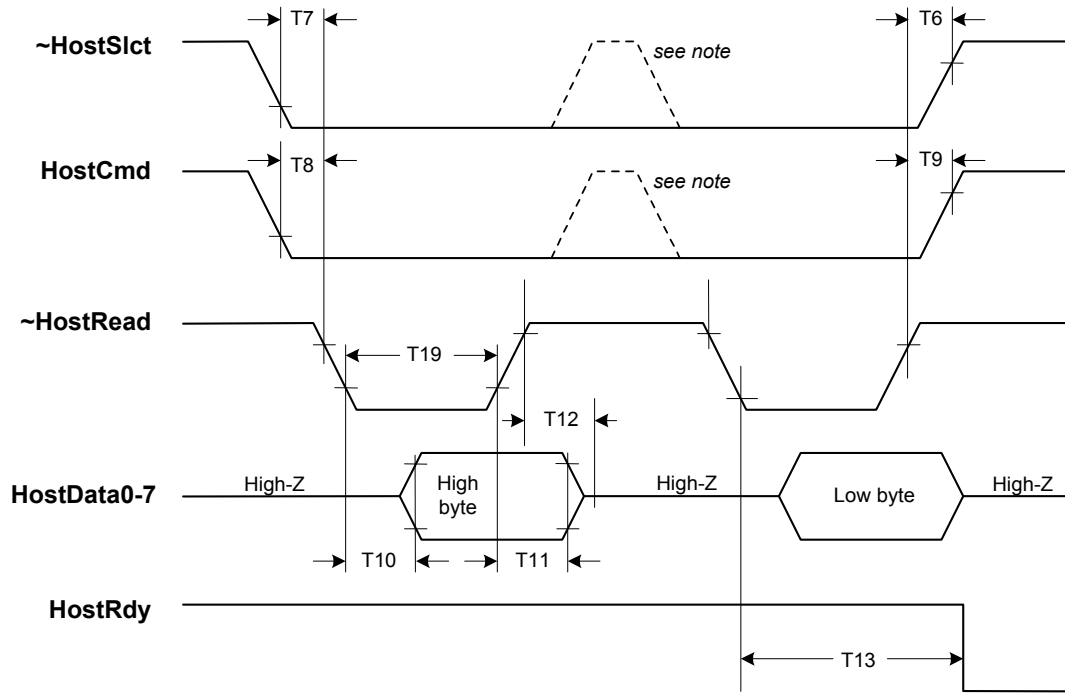 T7
T6
~HostSlct
see note
T8
T9
HostCmd
see note
~HostRead
T19
T12
HostData0-7
High-Z
High
byte
High-Z
Low byte
High-Z
T10
T11
HostRdy
T13